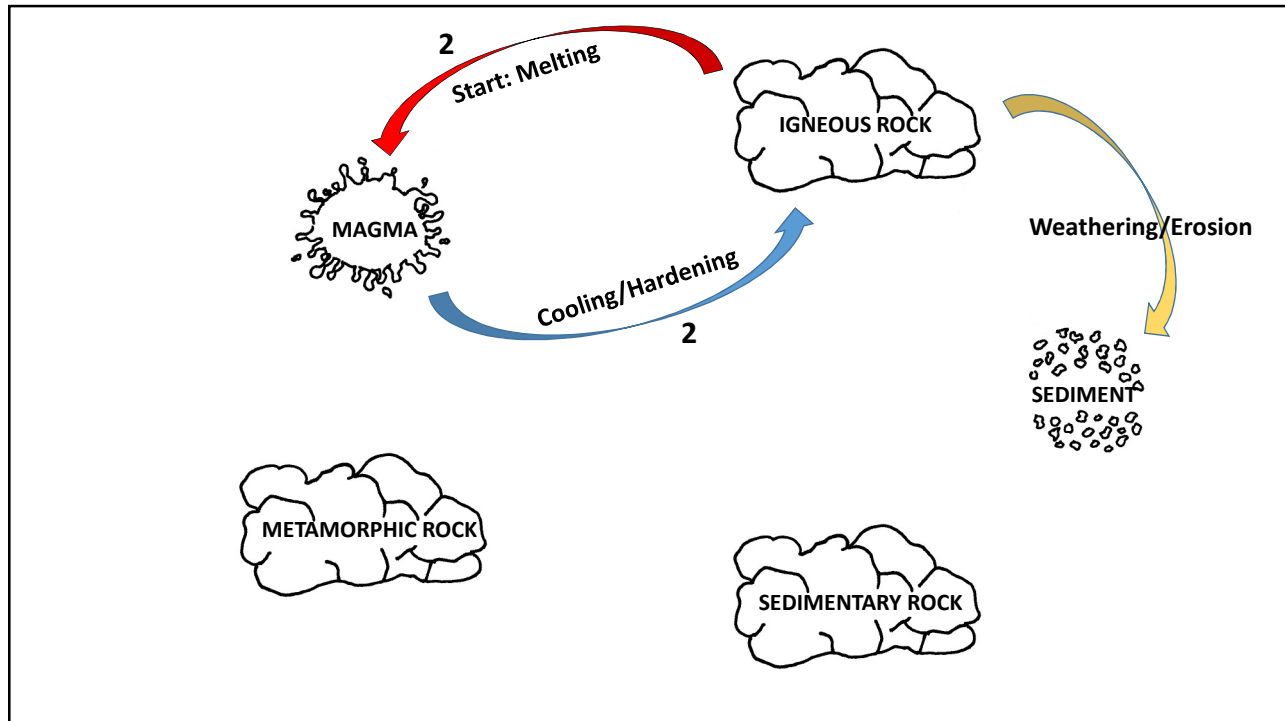 2
Start: Melting
IGNEOUS ROCK
MAGMA
Weathering/Erosion
Cooling/Hardening
2
SEDIMENT
METAMORPHIC ROCK
SEDIMENTARY ROCK